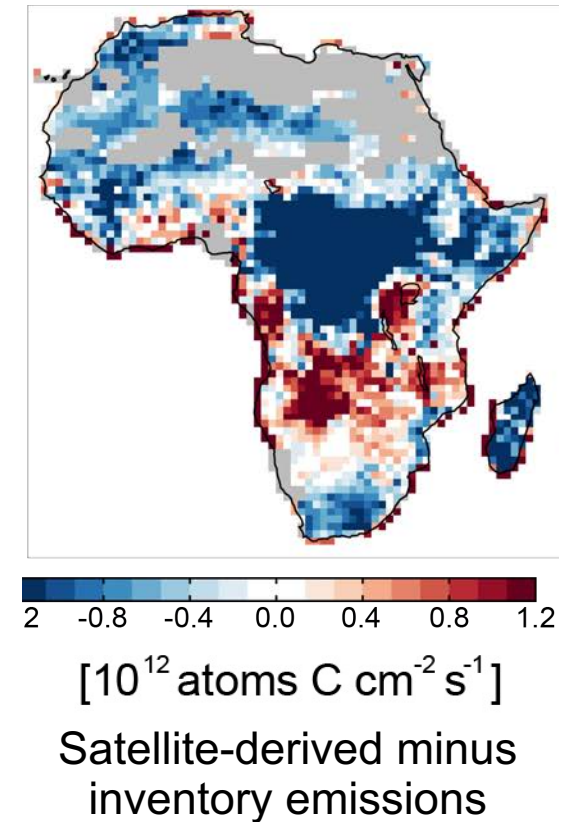 2 -0.8 -0.4 0.0 0.4 0.8 1.2
[10¹² atoms C cm⁻² s⁻¹]
Satellite-derived minus
inventory emissions